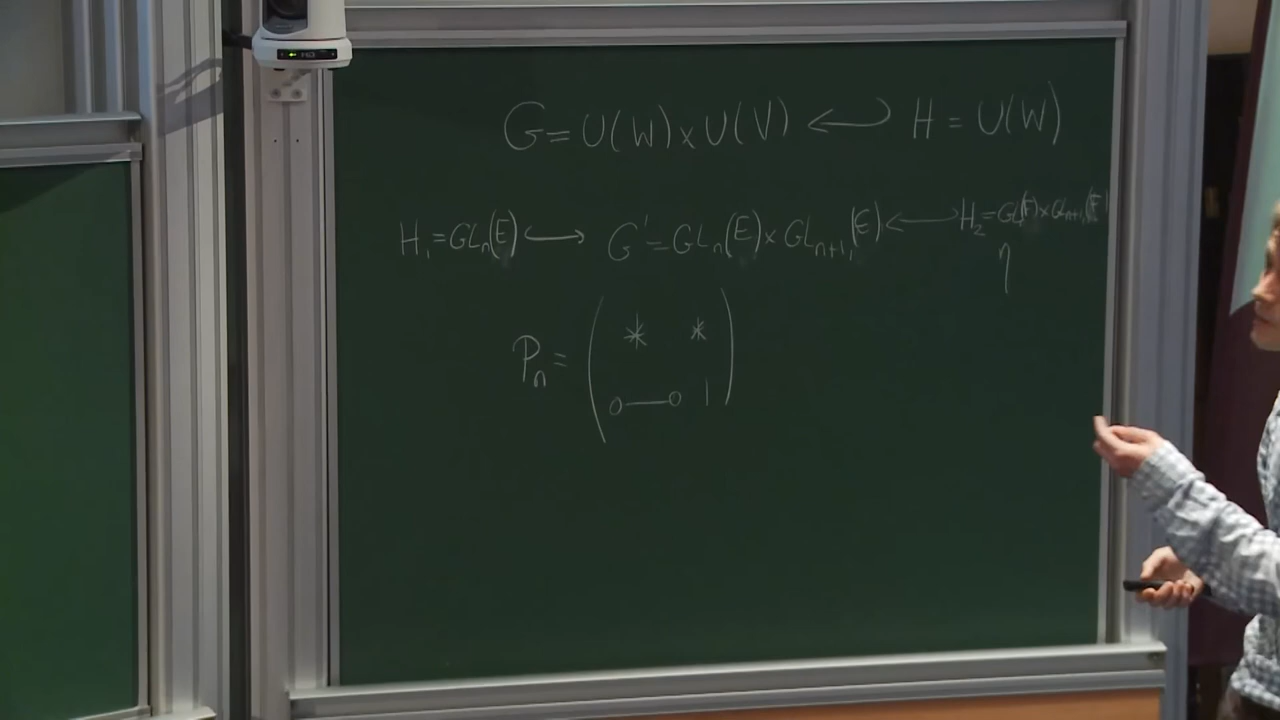 G = U(W) × U(V) ↩ H = U(W)
H₁ = GLₙ(E) ↪ G' = GLₙ(E) × GLₙ₊₁(E) ↩ H₂ = GLₙ(F) × GLₙ₊₁(F)
η
Pₙ = ( * *
0 — 0 1 )